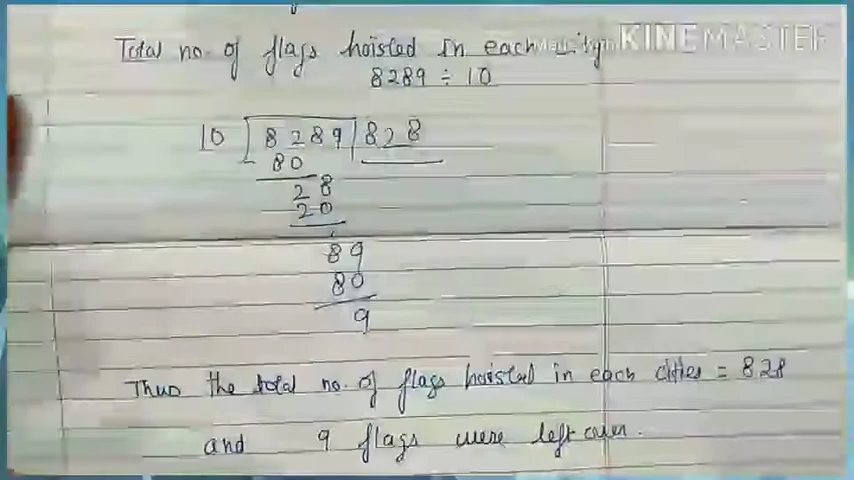 Total no. of flags hoisted in each city
KINEMASTER
8289 ÷ 10
10 8289 828
80
28
20
89
80
9
Thus the total no. of flags hoisted in each cities = 828
and 9 flags were left over.